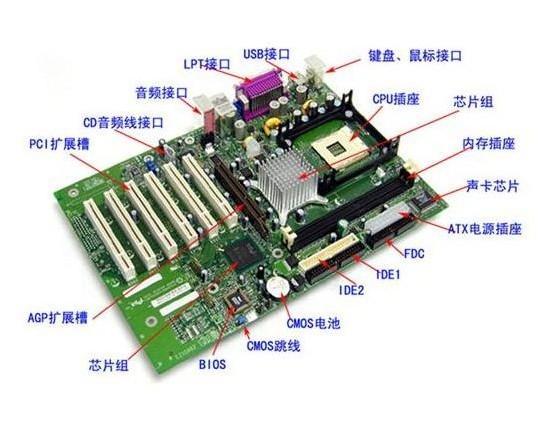 USB接口
键盘、鼠标接口
LPT接口
音频接口
CPU插座
芯片组
CD音频线接口
PCI扩展槽
内存插座
声卡芯片
ATX电源插座
FDC
IDE1
IDE2
AGP扩展槽
CMOS电池
CMOS跳线
芯片组
BIOS